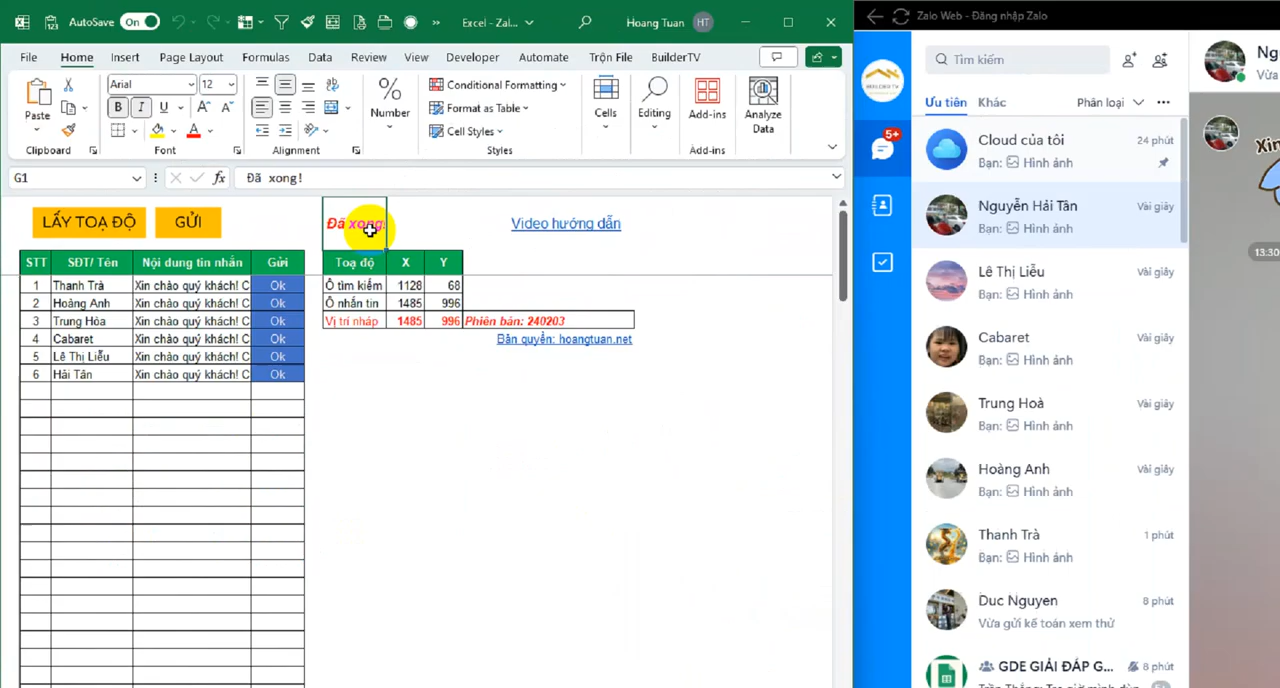 AutoSave On
Excel - Zal...
Hoang Tuan HT
File Home Insert Page Layout Formulas Data Review View Developer Automate Trộn File BuilderTV
Paste
Clipboard
Arial 12
B I U
Font
Alignment
Number
Conditional Formatting
Format as Table
Cell Styles
Styles
Cells
Editing
Add-ins
Add-ins
Analyze Data
G1 fx Đã xong!
LẤY TOẠ ĐỘ GỬI Đã xong! Video hướng dẫn
STT SĐT/ Tên Nội dung tin nhắn Gửi Toạ độ X Y
1 Thanh Trà Xin chào quý khách! C Ok Ô tìm kiếm 1128 68
2 Hoàng Anh Xin chào quý khách! C Ok Ô nhắn tin 1485 996
3 Trung Hòa Xin chào quý khách! C Ok Vị trí nháp 1485 996 Phiên bản: 240203
4 Cabaret Xin chào quý khách! C Ok Bản quyền: hoangtuan.net
5 Lê Thị Liễu Xin chào quý khách! C Ok
6 Hải Tân Xin chào quý khách! C Ok
Zalo Web - Đăng nhập Zalo
5+
Tìm kiếm
Ưu tiên Khác Phân loại
Cloud của tôi 24 phút
Bạn: Hình ảnh
Nguyễn Hải Tân Vài giây
Bạn: Hình ảnh
Lê Thị Liễu Vài giây
Bạn: Hình ảnh
Cabaret Vài giây
Bạn: Hình ảnh
Trung Hoà Vài giây
Bạn: Hình ảnh
Hoàng Anh Vài giây
Bạn: Hình ảnh
Thanh Trà 1 phút
Bạn: Hình ảnh
Duc Nguyen 8 phút
Vừa gửi kế toán xem thử
GDE GIẢI ĐÁP G... 8 phút
Ng
Vừa
Xin
13:30